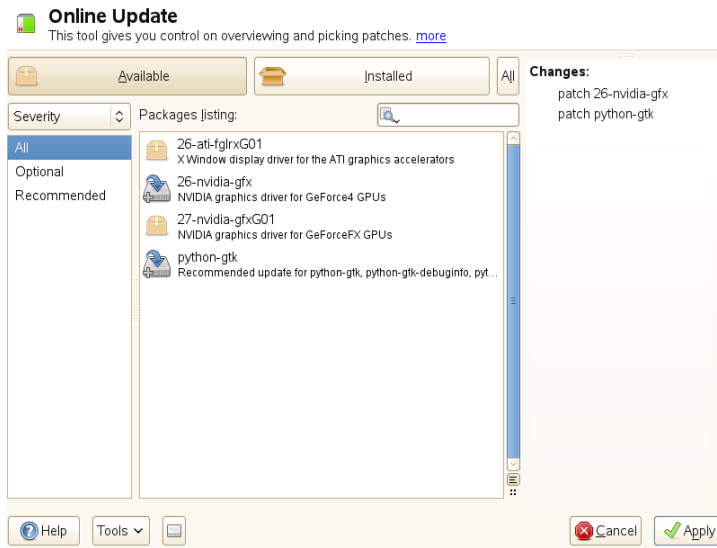 Online Update
This tool gives you control on overviewing and picking patches. more
Available
Installed
All
Severity
Packages listing:
All
Optional
Recommended
26-ati-fglrxG01
X Window display driver for the ATI graphics accelerators
26-nvidia-gfx
NVIDIA graphics driver for GeForce4 GPUs
27-nvidia-gfxG01
NVIDIA graphics driver for GeForceFX GPUs
python-gtk
Recommended update for python-gtk, python-gtk-debuginfo, pyt...
Changes:
patch 26-nvidia-gfx
patch python-gtk
Help
Tools
Cancel
Apply